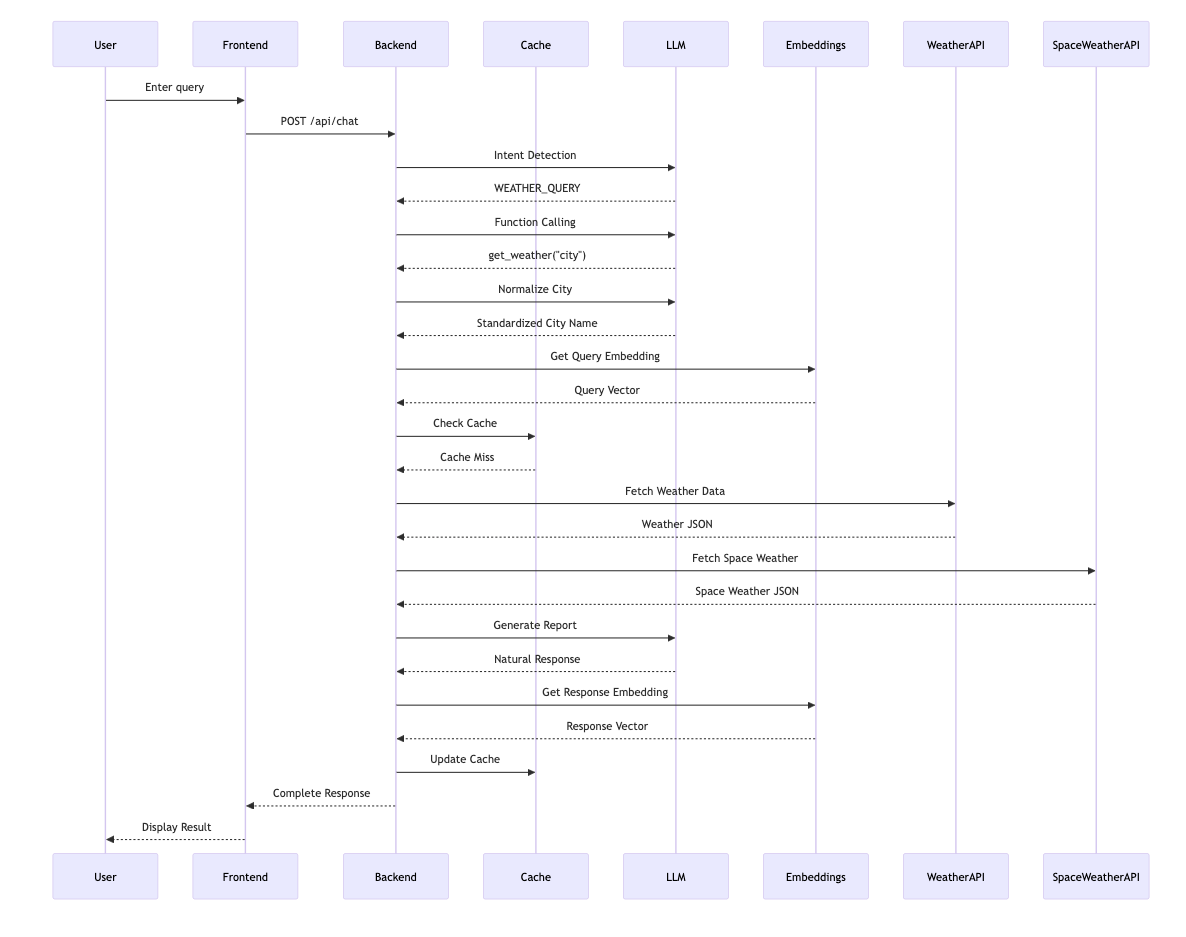 User
Frontend
Backend
Cache
LLM
Embeddings
WeatherAPI
SpaceWeatherAPI
Enter query
POST /api/chat
Intent Detection
WEATHER_QUERY
Function Calling
get_weather("city")
Normalize City
Standardized City Name
Get Query Embedding
Query Vector
Check Cache
Cache Miss
Fetch Weather Data
Weather JSON
Fetch Space Weather
Space Weather JSON
Generate Report
Natural Response
Get Response Embedding
Response Vector
Update Cache
Complete Response
Display Result
User
Frontend
Backend
Cache
LLM
Embeddings
WeatherAPI
SpaceWeatherAPI